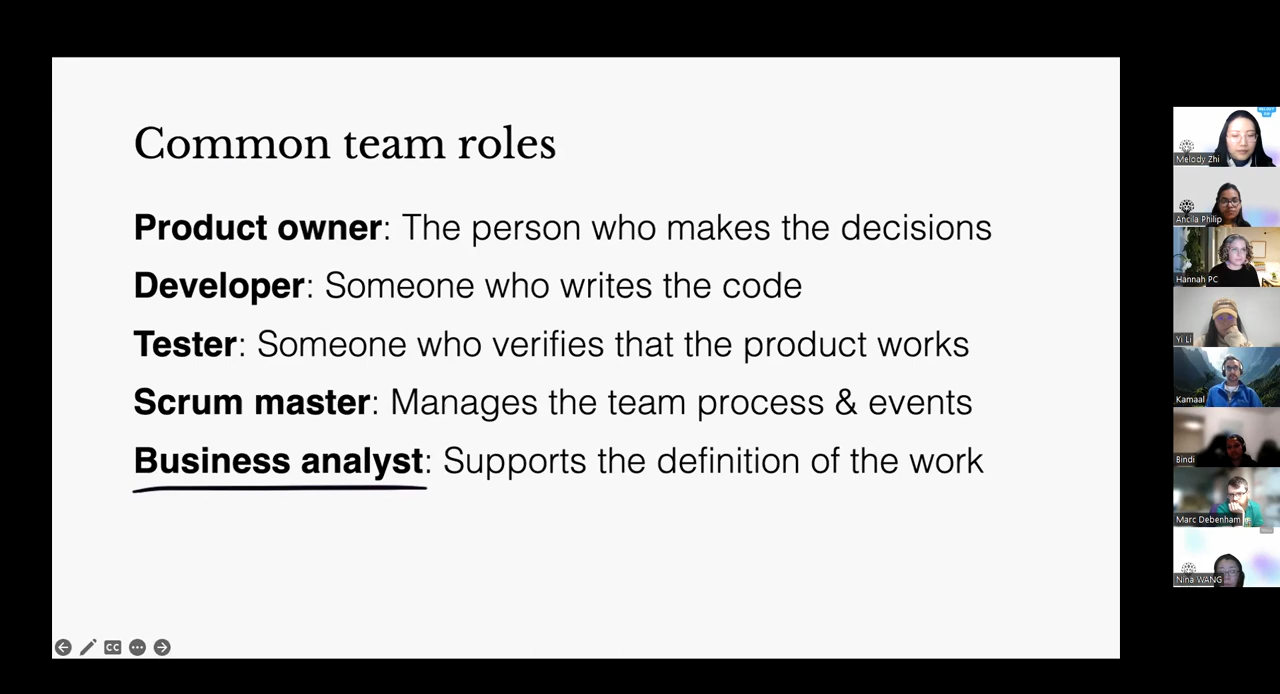 Common team roles
Product owner: The person who makes the decisions
Developer: Someone who writes the code
Tester: Someone who verifies that the product works
Scrum master: Manages the team process & events
Business analyst: Supports the definition of the work
CC
Melody Zhi
Ancila Philip
Hannah PC
Yi Li
Kamaal
Bindi
Marc Debenham
Nina WANG